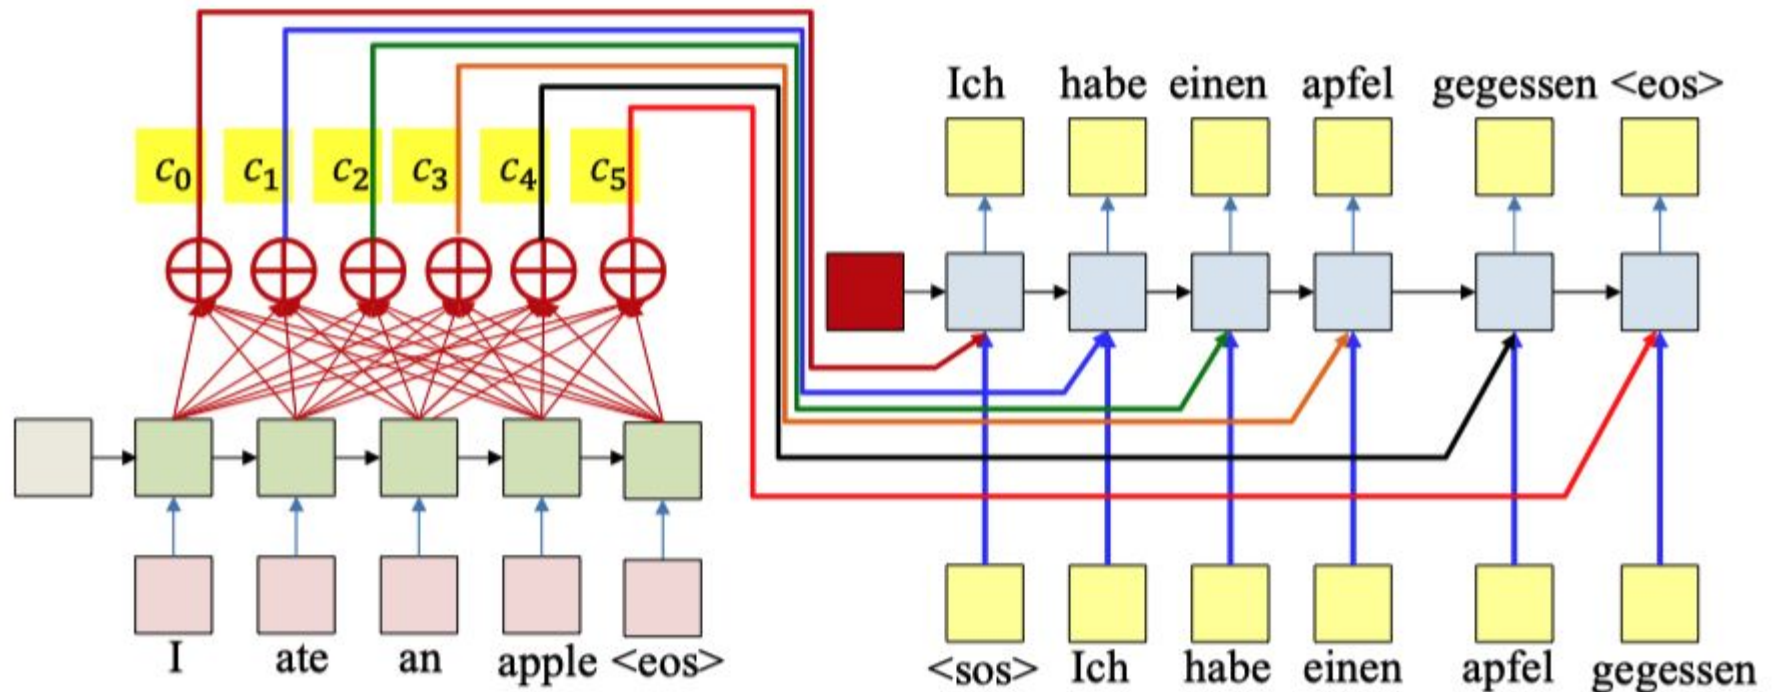 Ich habe einen apfel gegessen <eos>
c₀ c₁ c₂ c₃ c₄ c₅
I ate an apple <eos>
<sos> Ich habe einen apfel gegessen